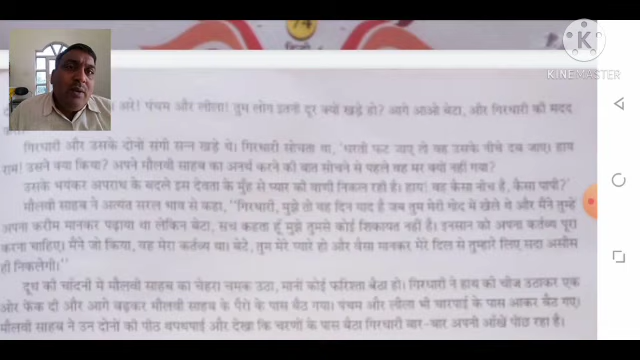 74
हिन्दी
KINEMASTER
अरे! पंचम और लीला! तुम लोग इतनी दूर क्यों खड़े हो? आगे आओ बेटा, और गिरधारी की मदद
गिरधारी और उसके दोनों संगी सन्न खड़े थे। गिरधारी सोचता था, 'धरती फट जाए तो वह उसके नीचे दब जाए। हाय
राम! उसने क्या किया? अपने मौलवी साहब का अनर्थ करने की बात सोचने से पहले वह मर क्यों नहीं गया?
उसके भयंकर अपराध के बदले इस देवता के मुँह से प्यार की वाणी निकल रही है। हाय! वह कैसा नीच है, कैसा पापी?'
मौलवी साहब ने अत्यंत सरल भाव से कहा, "गिरधारी, मुझे तो वह दिन याद है जब तुम मेरी गोद में खेले थे और मैंने तुम्हें
अपना करीम मानकर पढ़ाया था लेकिन बेटा, सच कहता हूँ मुझे तुमसे कोई शिकायत नहीं है। इनसान को अपना कर्तव्य पूरा
करना चाहिए। मैंने जो किया, वह मेरा कर्तव्य था। बेटे, तुम मेरे प्यारे हो और वैसा मानकर मेरे दिल से तुम्हारे लिए सदा असीस
ही निकलेगी।"
दूध की चाँदनी में मौलवी साहब का चेहरा चमक उठा, मानो कोई फरिश्ता बैठा हो। गिरधारी ने हाथ की चीज उठाकर एक
ओर फेंक दी और आगे बढ़कर मौलवी साहब के पैरों के पास बैठ गया। पंचम और लीला भी चारपाई के पास आकर बैठ गए।
मौलवी साहब ने उन दोनों की पीठ थपथपाई और देखा कि चरणों के पास बैठा गिरधारी बार-बार अपनी आँखें पोंछ रहा है।